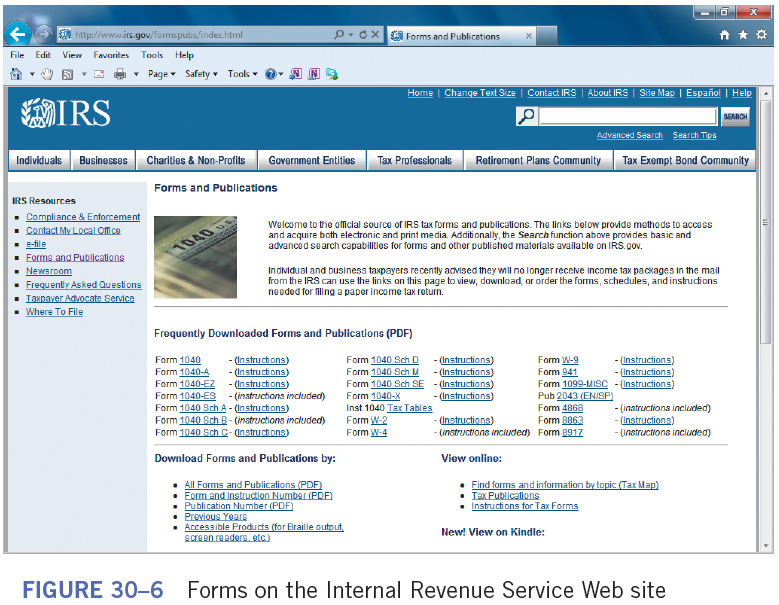 http://www.irs.gov/formspubs/index.html
Forms and Publications
File Edit View Favorites Tools Help
Page Safety Tools
Home | Change Text Size | Contact IRS | About IRS | Site Map | Español | Help
IRS
SEARCH
Advanced Search Search Tips
Individuals Businesses Charities & Non-Profits Government Entities Tax Professionals Retirement Plans Community Tax Exempt Bond Community
IRS Resources
Compliance & Enforcement
Contact My Local Office
e-file
Forms and Publications
Newsroom
Frequently Asked Questions
Taxpayer Advocate Service
Where To File
Forms and Publications
1040
Welcome to the official source of IRS tax forms and publications. The links below provide methods to access
and acquire both electronic and print media. Additionally, the Search function above provides basic and
advanced search capabilities for forms and other published materials available on IRS.gov.
Individual and business taxpayers recently advised they will no longer receive income tax packages in the mail
from the IRS can use the links on this page to view, download, or order the forms, schedules, and instructions
needed for filing a paper income tax return.
Frequently Downloaded Forms and Publications (PDF)
Form 1040 - (Instructions) Form 1040 Sch D - (Instructions) Form W-9 - (Instructions)
Form 1040-A - (Instructions) Form 1040 Sch M - (Instructions) Form 941 - (Instructions)
Form 1040-EZ - (Instructions) Form 1040 Sch SE - (Instructions) Form 1099-MISC - (Instructions)
Form 1040-ES - (instructions included) Form 1040-X - (Instructions) Pub 2043 (EN/SP)
Form 1040 Sch A - (Instructions) Inst 1040 Tax Tables Form 4868 - (instructions included)
Form 1040 Sch B - (instructions included) Form W-2 - (Instructions) Form 8863 - (Instructions)
Form 1040 Sch C - (Instructions) Form W-4 - (instructions included) Form 8917 - (instructions included)
Download Forms and Publications by:
All Forms and Publications (PDF)
Form and Instruction Number (PDF)
Publication Number (PDF)
Previous Years
Accessible Products (for Braille output,
screen readers, etc.)
View online:
Find forms and information by topic (Tax Map)
Tax Publications
Instructions for Tax Forms
New! View on Kindle:
FIGURE 30–6 Forms on the Internal Revenue Service Web site